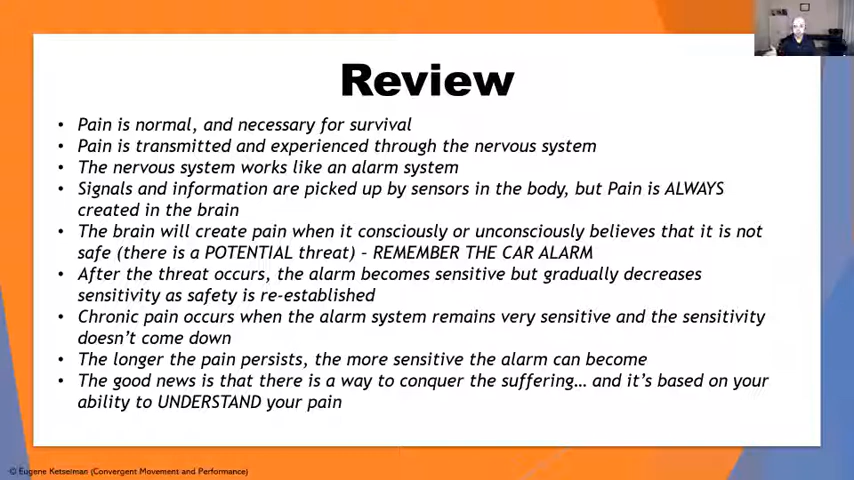 Review
• Pain is normal, and necessary for survival
• Pain is transmitted and experienced through the nervous system
• The nervous system works like an alarm system
• Signals and information are picked up by sensors in the body, but Pain is ALWAYS
created in the brain
• The brain will create pain when it consciously or unconsciously believes that it is not
safe (there is a POTENTIAL threat) – REMEMBER THE CAR ALARM
• After the threat occurs, the alarm becomes sensitive but gradually decreases
sensitivity as safety is re-established
• Chronic pain occurs when the alarm system remains very sensitive and the sensitivity
doesn't come down
• The longer the pain persists, the more sensitive the alarm can become
• The good news is that there is a way to conquer the suffering… and it's based on your
ability to UNDERSTAND your pain
© Eugene Ketselman (Convergent Movement and Performance)